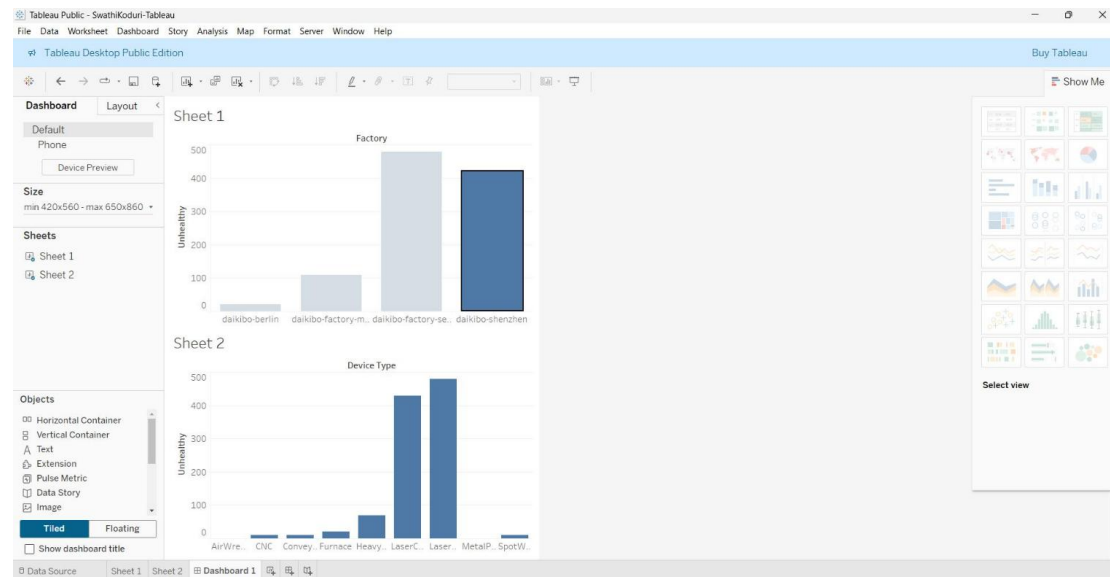 Tableau Public - SwathiKoduri-Tableau
File Data Worksheet Dashboard Story Analysis Map Format Server Window Help
Tableau Desktop Public Edition
Buy Tableau
Show Me
Dashboard
Layout
Default
Phone
Device Preview
Size
min 420x560 - max 650x860
Sheets
Sheet 1
Sheet 2
Objects
Horizontal Container
Vertical Container
Text
Extension
Pulse Metric
Data Story
Image
Tiled
Floating
Show dashboard title
Sheet 1
Factory
Unhealthy
500
400
300
200
100
0
daikibo-berlin
daikibo-factory-m..
daikibo-factory-se..
daikibo-shenzhen
Sheet 2
Device Type
Unhealthy
500
400
300
200
100
0
AirWre..
CNC
Convey..
Furnace
Heavy..
LaserC..
Laser..
MetalP..
SpotW..
Select view
Data Source
Sheet 1
Sheet 2
Dashboard 1